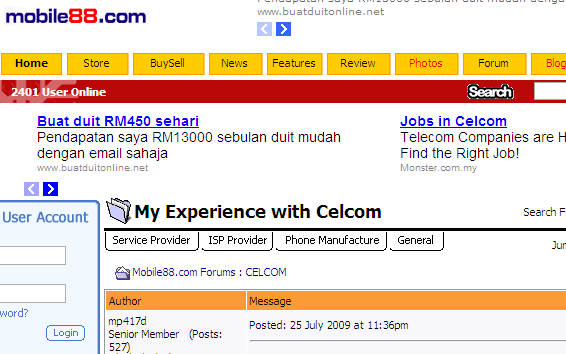 Pendapatan saya RM13000 sebulan duit mudah
www.buatduitonline.net
mobile88.com
Home Store BuySell News Features Review Photos Forum Blog
2401 User Online Search
Buat duit RM450 sehari
Pendapatan saya RM13000 sebulan duit mudah
dengan email sahaja
www.buatduitonline.net
Jobs in Celcom
Telecom Companies are H
Find the Right Job!
Monster.com.my
User Account
word?
Login
My Experience with Celcom
Search F
Service Provider ISP Provider Phone Manufacture General
Jun
Mobile88.com Forums : CELCOM
Author Message
mp417d
Senior Member (Posts:
527)
Posted: 25 July 2009 at 11:36pm